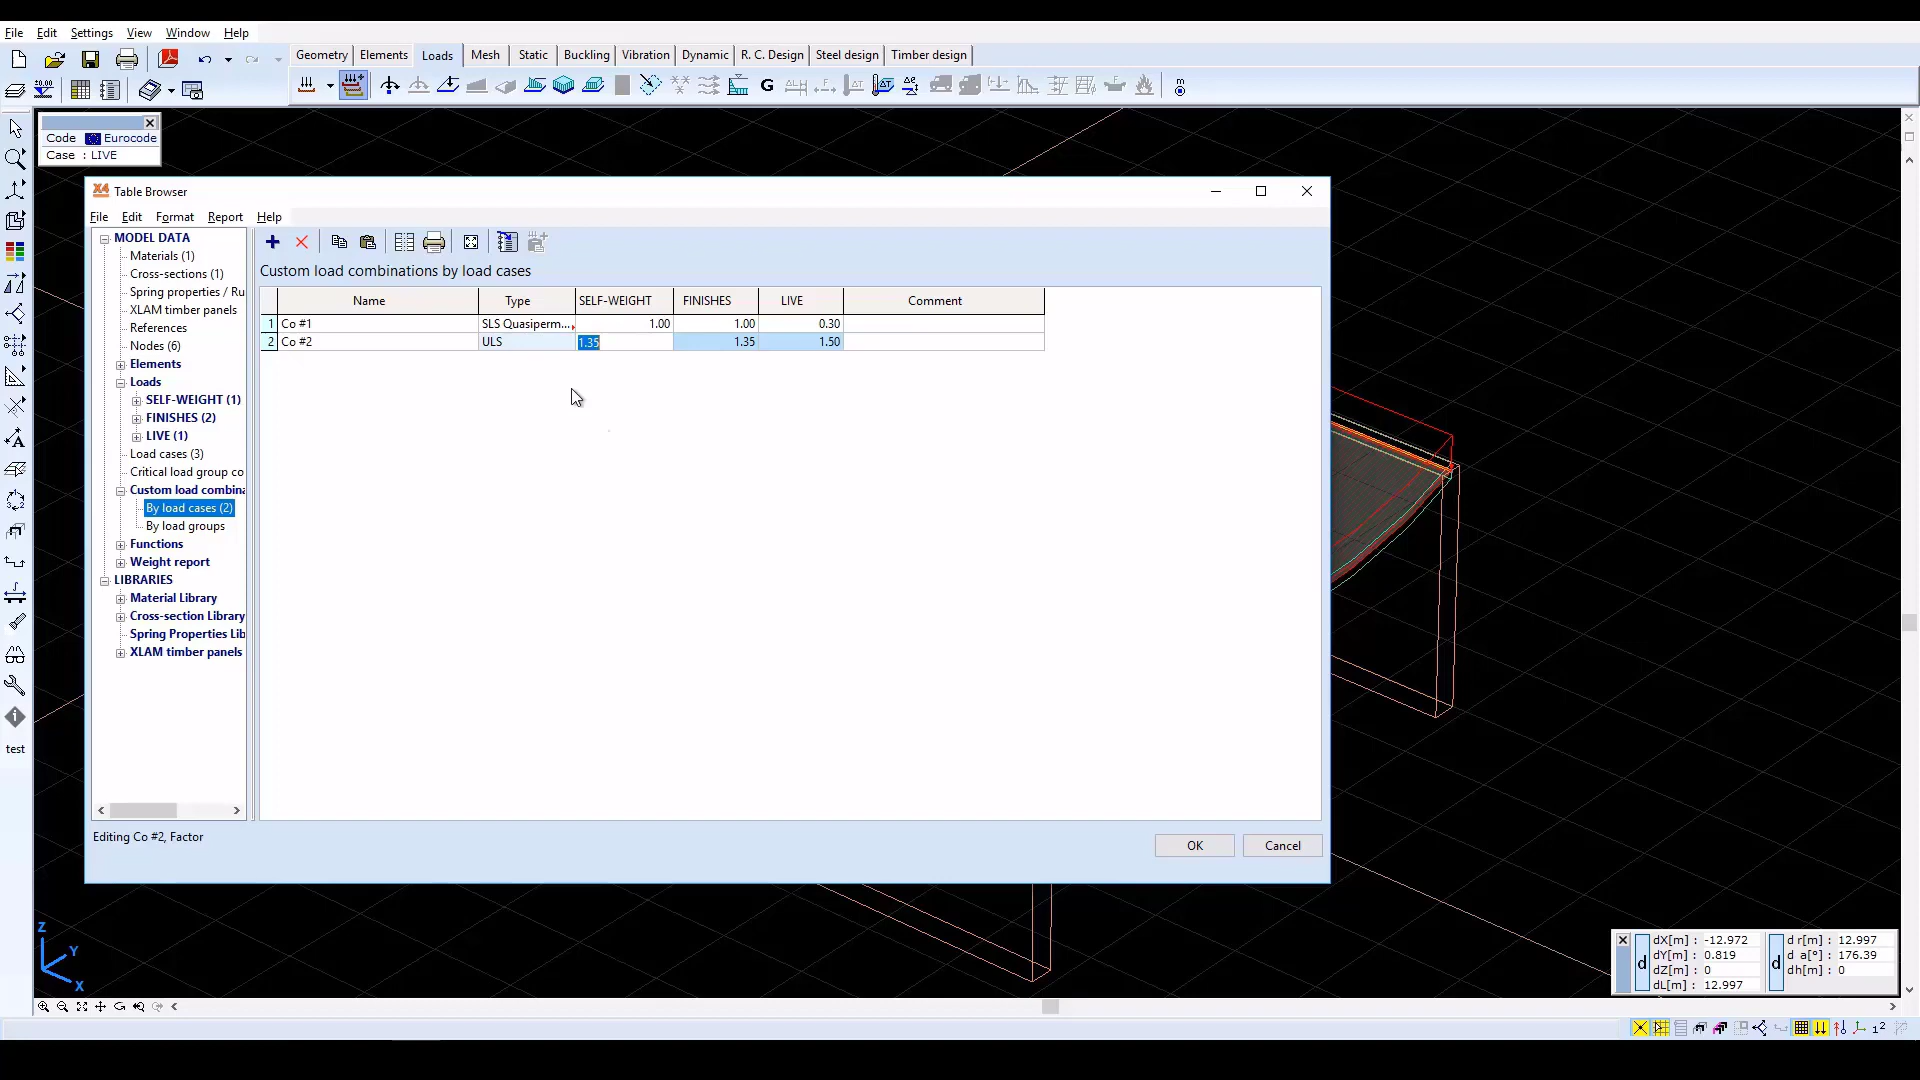 File Edit Settings View Window Help
Geometry Elements Loads Mesh Static Buckling Vibration Dynamic R. C. Design Steel design Timber design
Code Eurocode
Case : LIVE
X4 Table Browser
File Edit Format Report Help
MODEL DATA
Materials (1)
Cross-sections (1)
Spring properties / Ru
XLAM timber panels
References
Nodes (6)
Elements
Loads
SELF-WEIGHT (1)
FINISHES (2)
LIVE (1)
Load cases (3)
Critical load group co
Custom load combina
By load cases (2)
By load groups
Functions
Weight report
LIBRARIES
Material Library
Cross-section Library
Spring Properties Lib
XLAM timber panels
Custom load combinations by load cases
Name Type SELF-WEIGHT FINISHES LIVE Comment
1 Co #1 SLS Quasiperm... 1.00 1.00 0.30
2 Co #2 ULS 1.35 1.35 1.50
Editing Co #2, Factor
OK Cancel
test
Z
Y
X
dX[m] : -12.972
dY[m] : 0.819
dZ[m] : 0
dL[m] : 12.997
d r[m] : 12.997
d a[°] : 176.39
dh[m] : 0